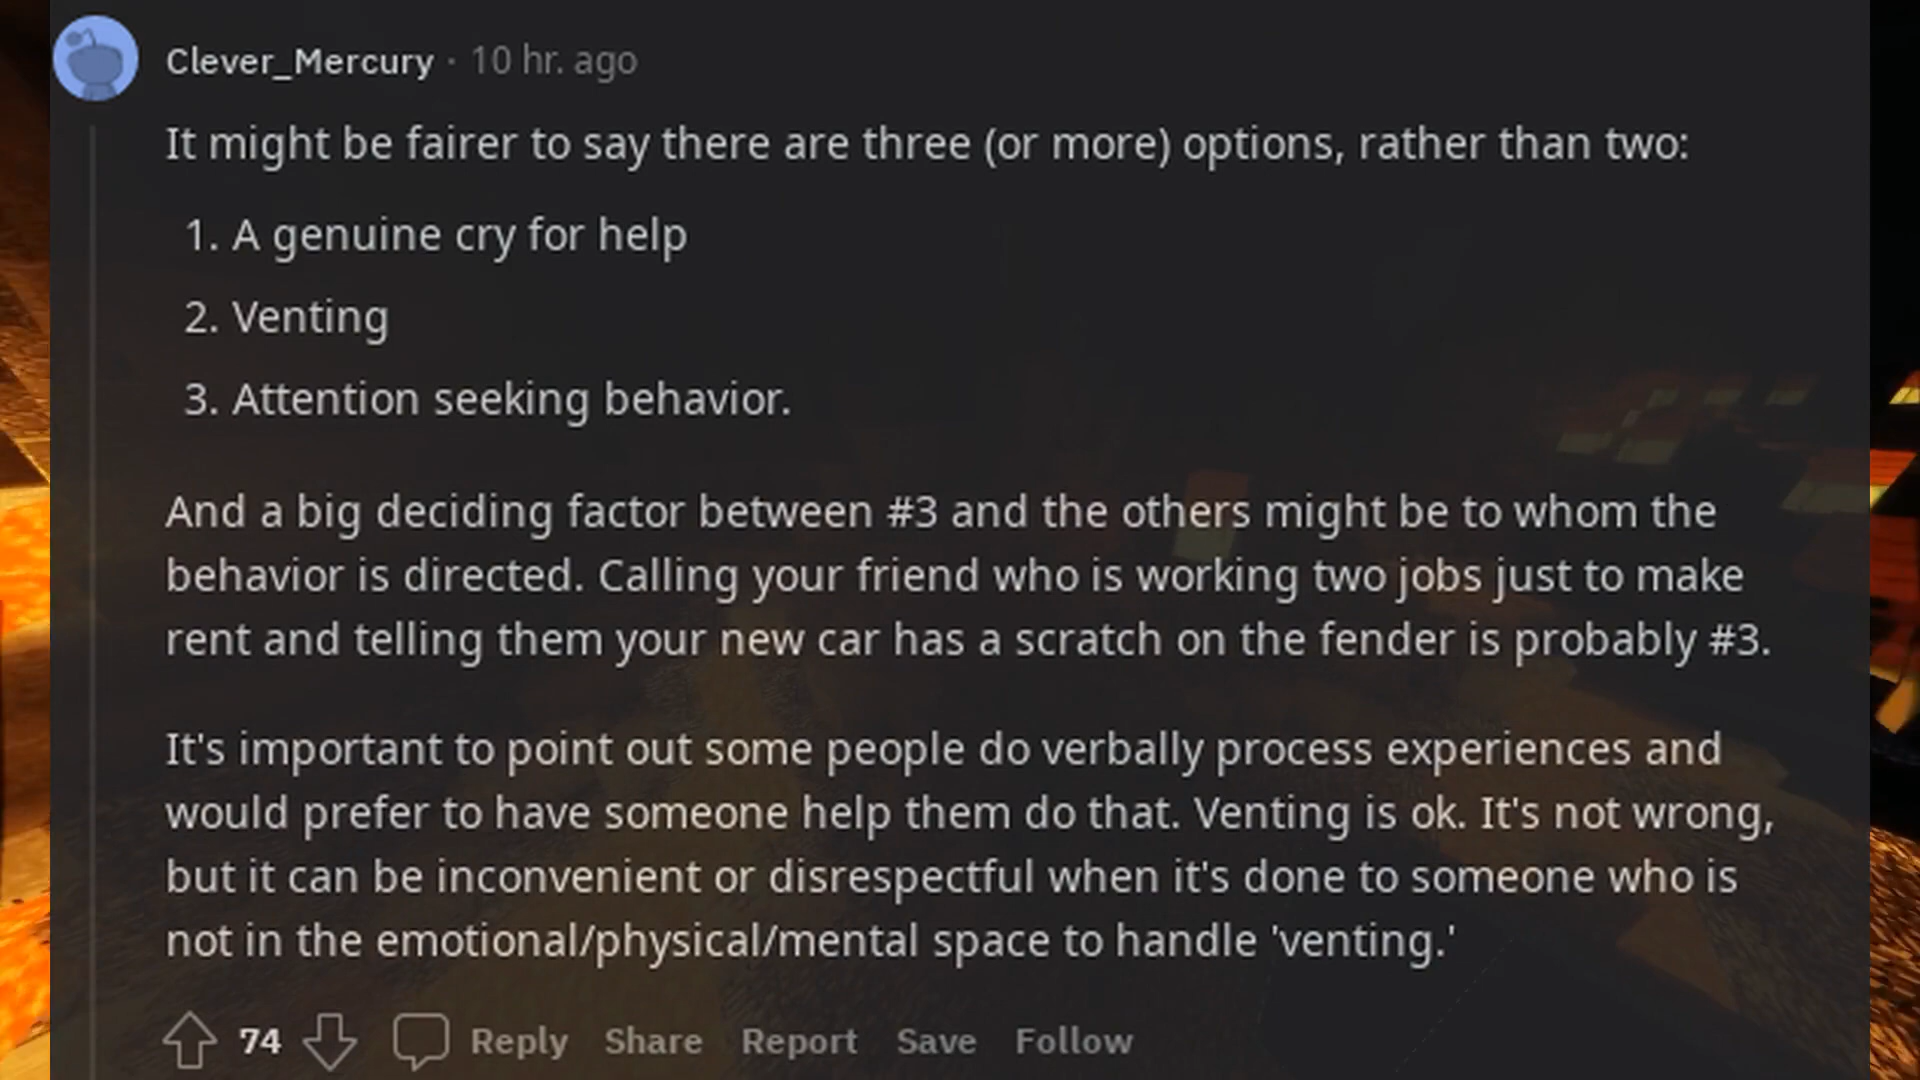 Clever_Mercury · 10 hr. ago
It might be fairer to say there are three (or more) options, rather than two:
1. A genuine cry for help
2. Venting
3. Attention seeking behavior.
And a big deciding factor between #3 and the others might be to whom the
behavior is directed. Calling your friend who is working two jobs just to make
rent and telling them your new car has a scratch on the fender is probably #3.
It's important to point out some people do verbally process experiences and
would prefer to have someone help them do that. Venting is ok. It's not wrong,
but it can be inconvenient or disrespectful when it's done to someone who is
not in the emotional/physical/mental space to handle 'venting.'
74 Reply Share Report Save Follow